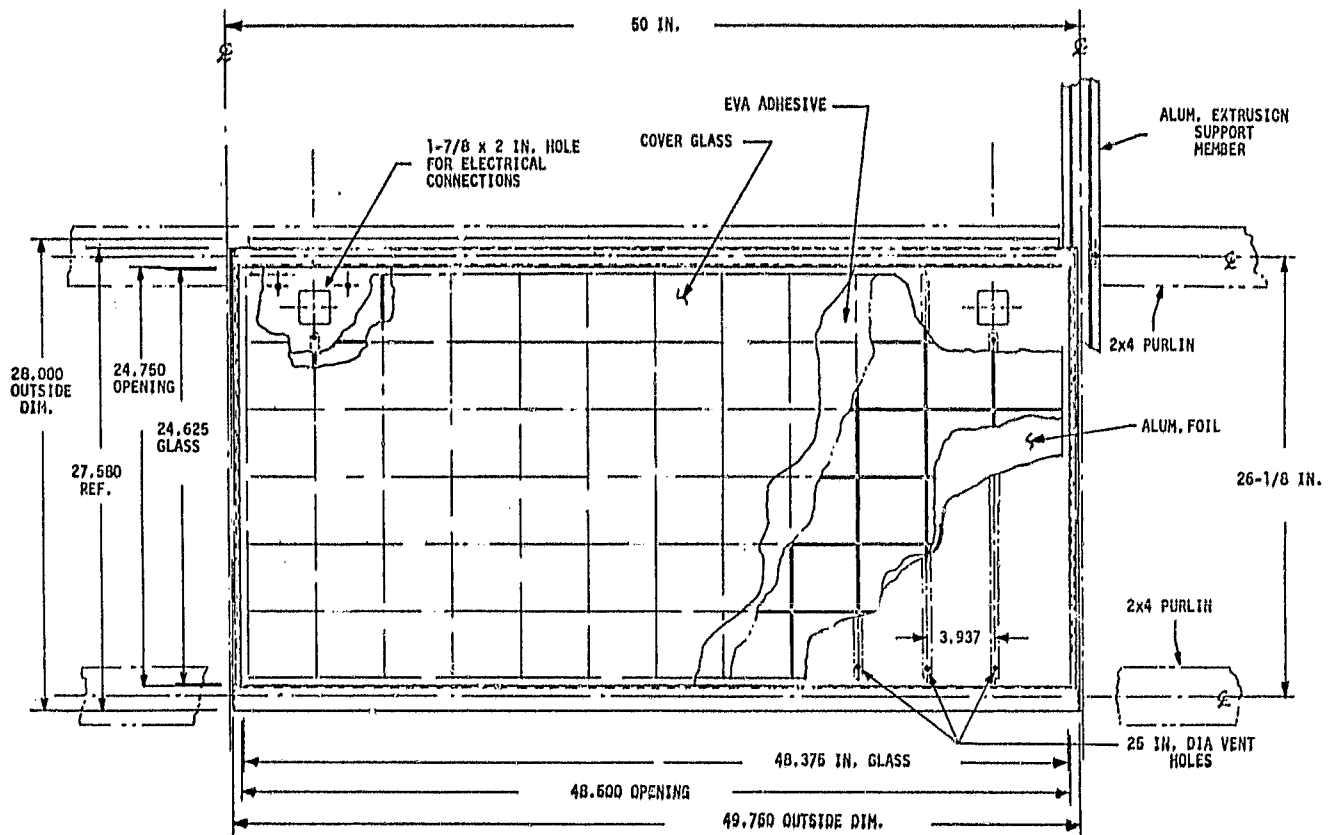 50 IN.
℄
℄
EVA ADHESIVE
COVER GLASS
ALUM. EXTRUSION
SUPPORT
MEMBER
1-7/8 x 2 IN. HOLE
FOR ELECTRICAL
CONNECTIONS
℄
2x4 PURLIN
28.000
OUTSIDE
DIM.
24.750
OPENING
24.625
GLASS
27.580
REF.
ALUM. FOIL
26-1/8 IN.
2x4 PURLIN
3.937
℄
25 IN. DIA VENT
HOLES
48.375 IN. GLASS
48.500 OPENING
49.750 OUTSIDE DIM.